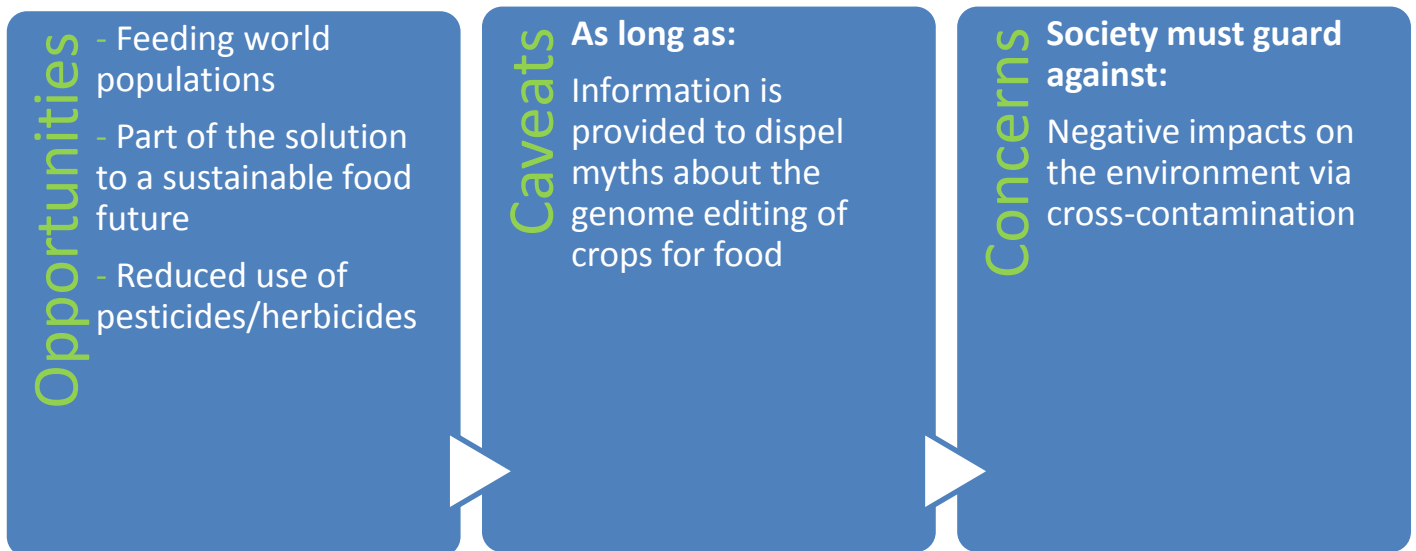 Opportunities
- Feeding world
populations
- Part of the solution
to a sustainable food
future
- Reduced use of
pesticides/herbicides
Caveats
As long as:
Information is
provided to dispel
myths about the
genome editing of
crops for food
Concerns
Society must guard
against:
Negative impacts on
the environment via
cross-contamination